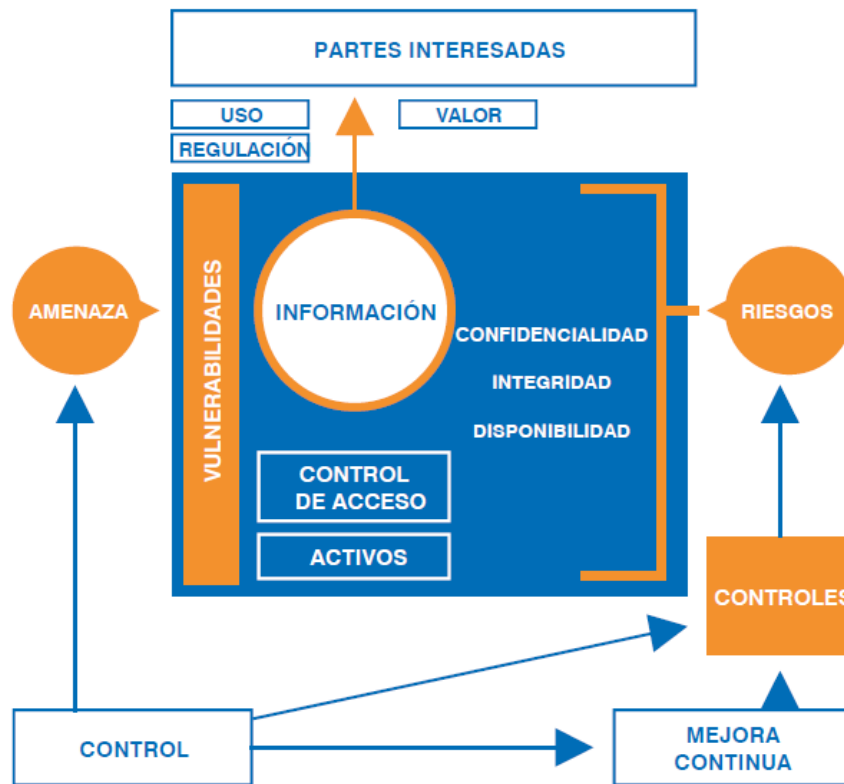 PARTES INTERESADAS
USO
VALOR
REGULACIÓN
AMENAZA
VULNERABILIDADES
INFORMACIÓN
CONFIDENCIALIDAD
INTEGRIDAD
DISPONIBILIDAD
RIESGOS
CONTROL
DE ACCESO
ACTIVOS
CONTROLES
CONTROL
MEJORA
CONTINUA